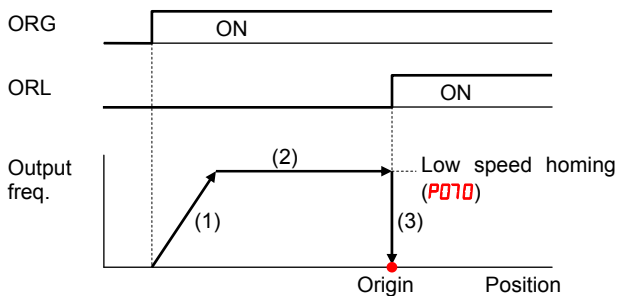 ORG
ON
ORL
ON
Output
freq.
(1)
(2)
(3)
Low speed homing
(P070)
Origin
Position